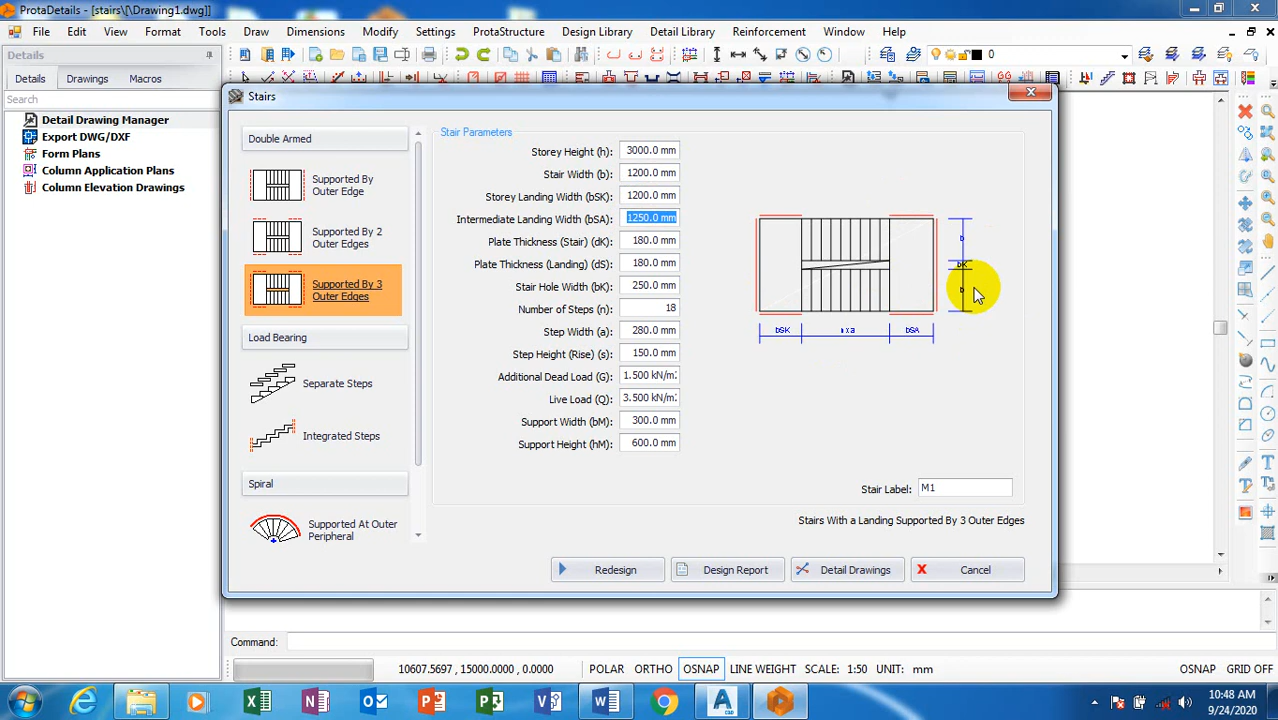 ProtaDetails - [stairs\[\Drawing1.dwg]]
File Edit View Format Tools Draw Dimensions Modify Settings ProtaStructure Design Library Detail Library Reinforcement Window Help
Details
0
Details Drawings Macros
Search
Detail Drawing Manager
Export DWG/DXF
Form Plans
Column Application Plans
Column Elevation Drawings
Stairs
Double Armed
Supported By
Outer Edge
Supported By 2
Outer Edges
Supported By 3
Outer Edges
Load Bearing
Separate Steps
Integrated Steps
Spiral
Supported At Outer
Peripheral
Stair Parameters
Storey Height (h): 3000.0 mm
Stair Width (b): 1200.0 mm
Storey Landing Width (bSK): 1200.0 mm
Intermediate Landing Width (bSA): 1250.0 mm
Plate Thickness (Stair) (dK): 180.0 mm
Plate Thickness (Landing) (dS): 180.0 mm
Stair Hole Width (bK): 250.0 mm
Number of Steps (n): 18
Step Width (a): 280.0 mm
Step Height (Rise) (s): 150.0 mm
Additional Dead Load (G): 1.500 kN/m2
Live Load (Q): 3.500 kN/m2
Support Width (bM): 300.0 mm
Support Height (hM): 600.0 mm
b
bK
b
bSK n x a bSA
Stair Label: M1
Stairs With a Landing Supported By 3 Outer Edges
Redesign Design Report Detail Drawings Cancel
Command:
10607.5697, 15000.0000 , 0.0000 POLAR ORTHO OSNAP LINE WEIGHT SCALE: 1:50 UNIT: mm OSNAP GRID OFF
10:48 AM
9/24/2020